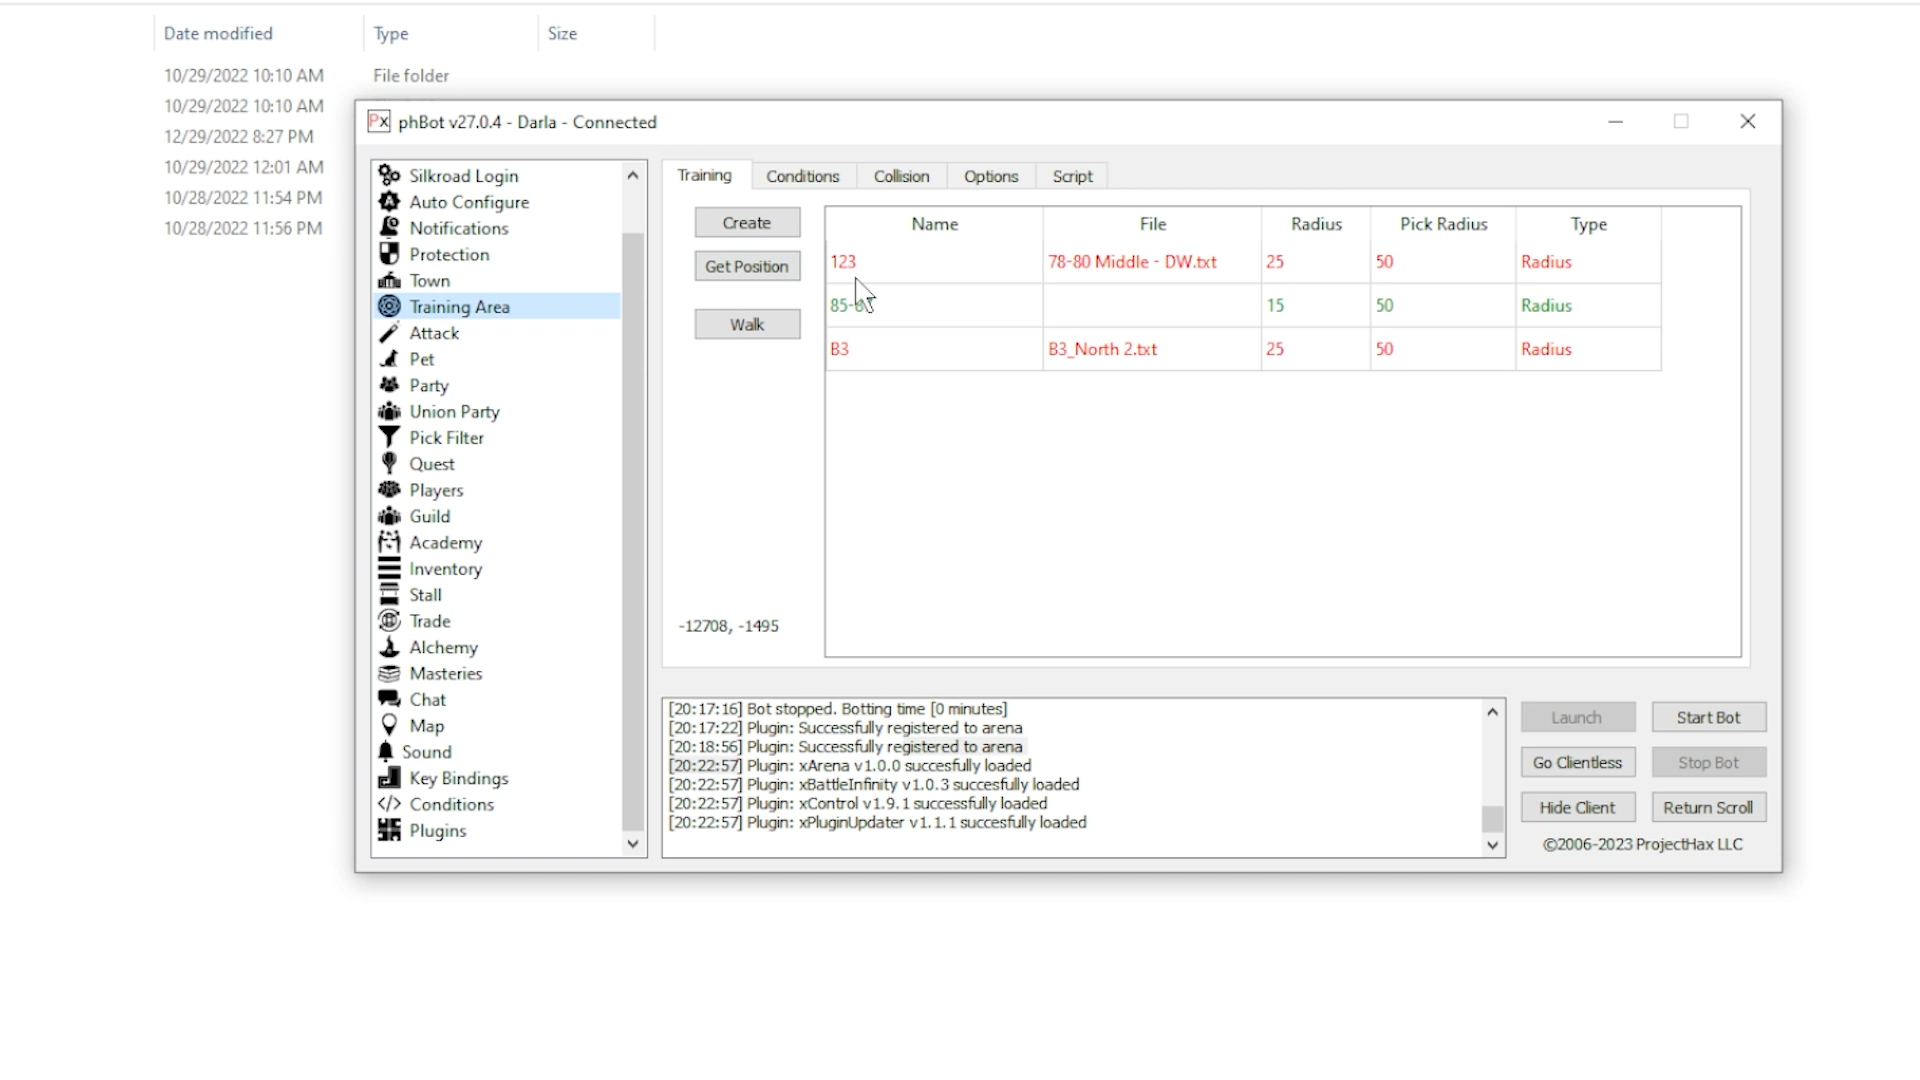 Date modified Type Size
10/29/2022 10:10 AM File folder
10/29/2022 10:10 AM
12/29/2022 8:27 PM
10/29/2022 12:01 AM
10/28/2022 11:54 PM
10/28/2022 11:56 PM
Px phBot v27.0.4 - Darla - Connected
Silkroad Login
Auto Configure
Notifications
Protection
Town
Training Area
Attack
Pet
Party
Union Party
Pick Filter
Quest
Players
Guild
Academy
Inventory
Stall
Trade
Alchemy
Masteries
Chat
Map
Sound
Key Bindings
Conditions
Plugins
Training Conditions Collision Options Script
Create
Get Position
Walk
-12708, -1495
Name File Radius Pick Radius Type
123 78-80 Middle - DW.txt 25 50 Radius
15 50 Radius
B3 B3_North 2.txt 25 50 Radius
[20:17:16] Bot stopped. Botting time [0 minutes]
[20:17:22] Plugin: Successfully registered to arena
[20:18:56] Plugin: Successfully registered to arena
[20:22:57] Plugin: xArena v1.0.0 succesfully loaded
[20:22:57] Plugin: xBattleInfinity v1.0.3 succesfully loaded
[20:22:57] Plugin: xControl v1.9.1 successfully loaded
[20:22:57] Plugin: xPluginUpdater v1.1.1 succesfully loaded
Launch Start Bot
Go Clientless Stop Bot
Hide Client Return Scroll
©2006-2023 ProjectHax LLC